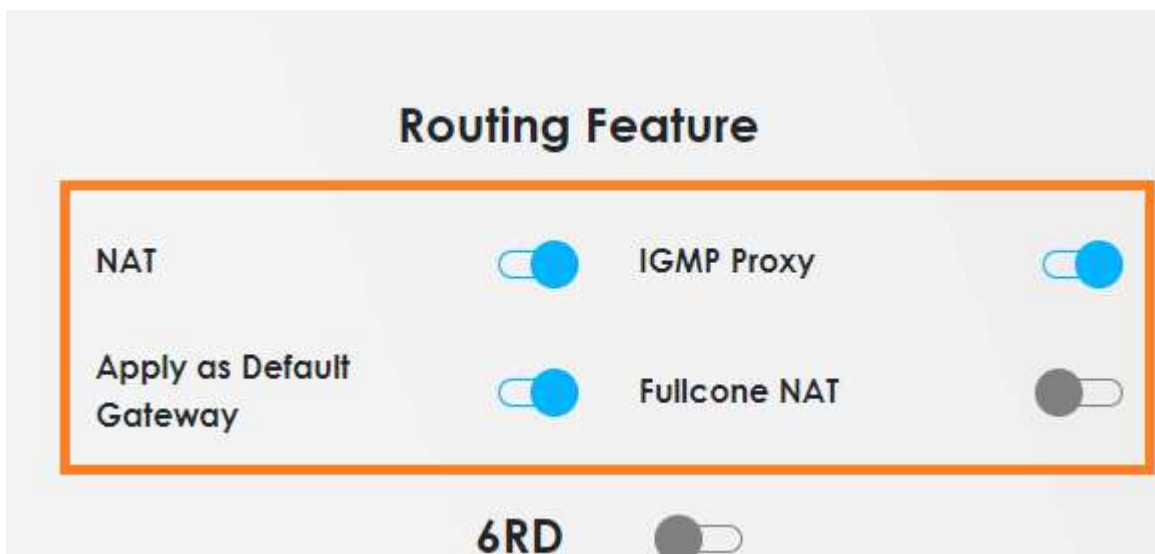 Routing Feature
NAT
IGMP Proxy
Apply as Default
Gateway
Fullcone NAT
6RD